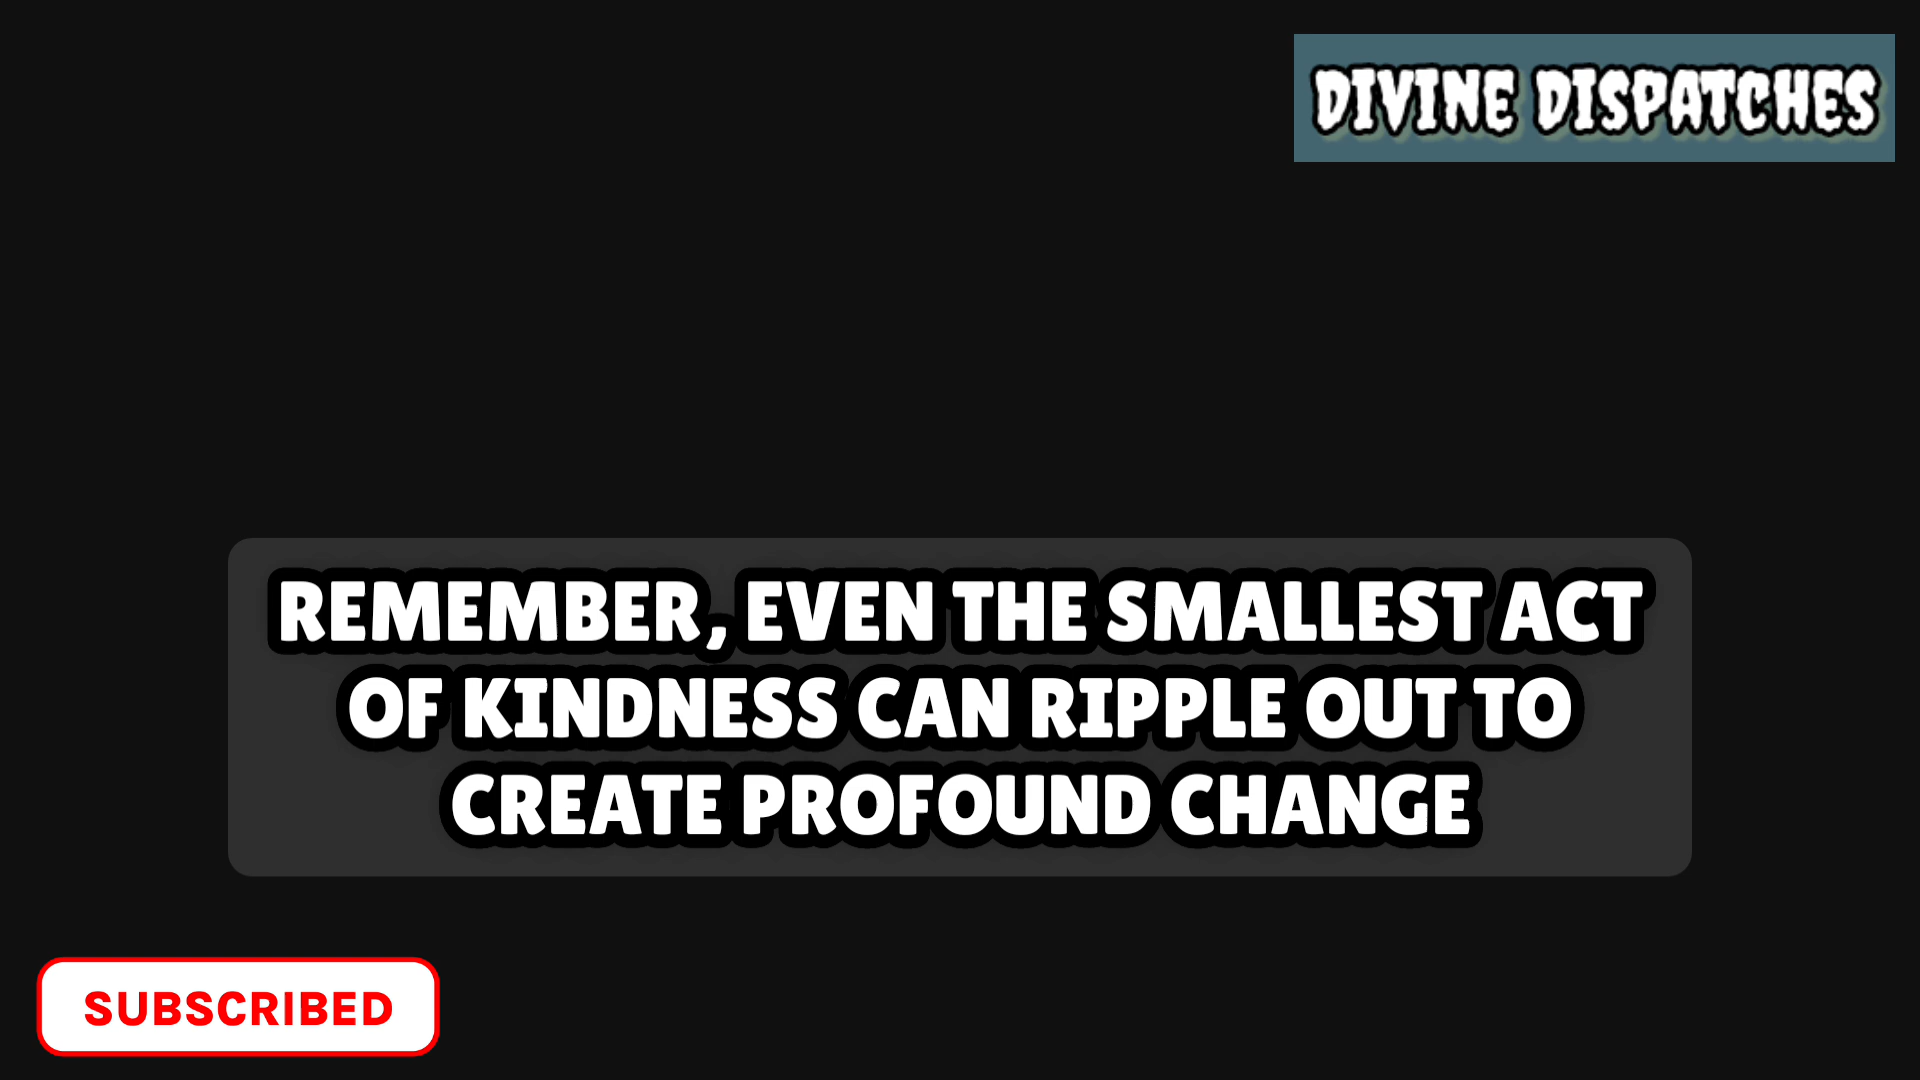 DIVINE DISPATCHES
REMEMBER, EVEN THE SMALLEST ACT
OF KINDNESS CAN RIPPLE OUT TO
CREATE PROFOUND CHANGE
SUBSCRIBED